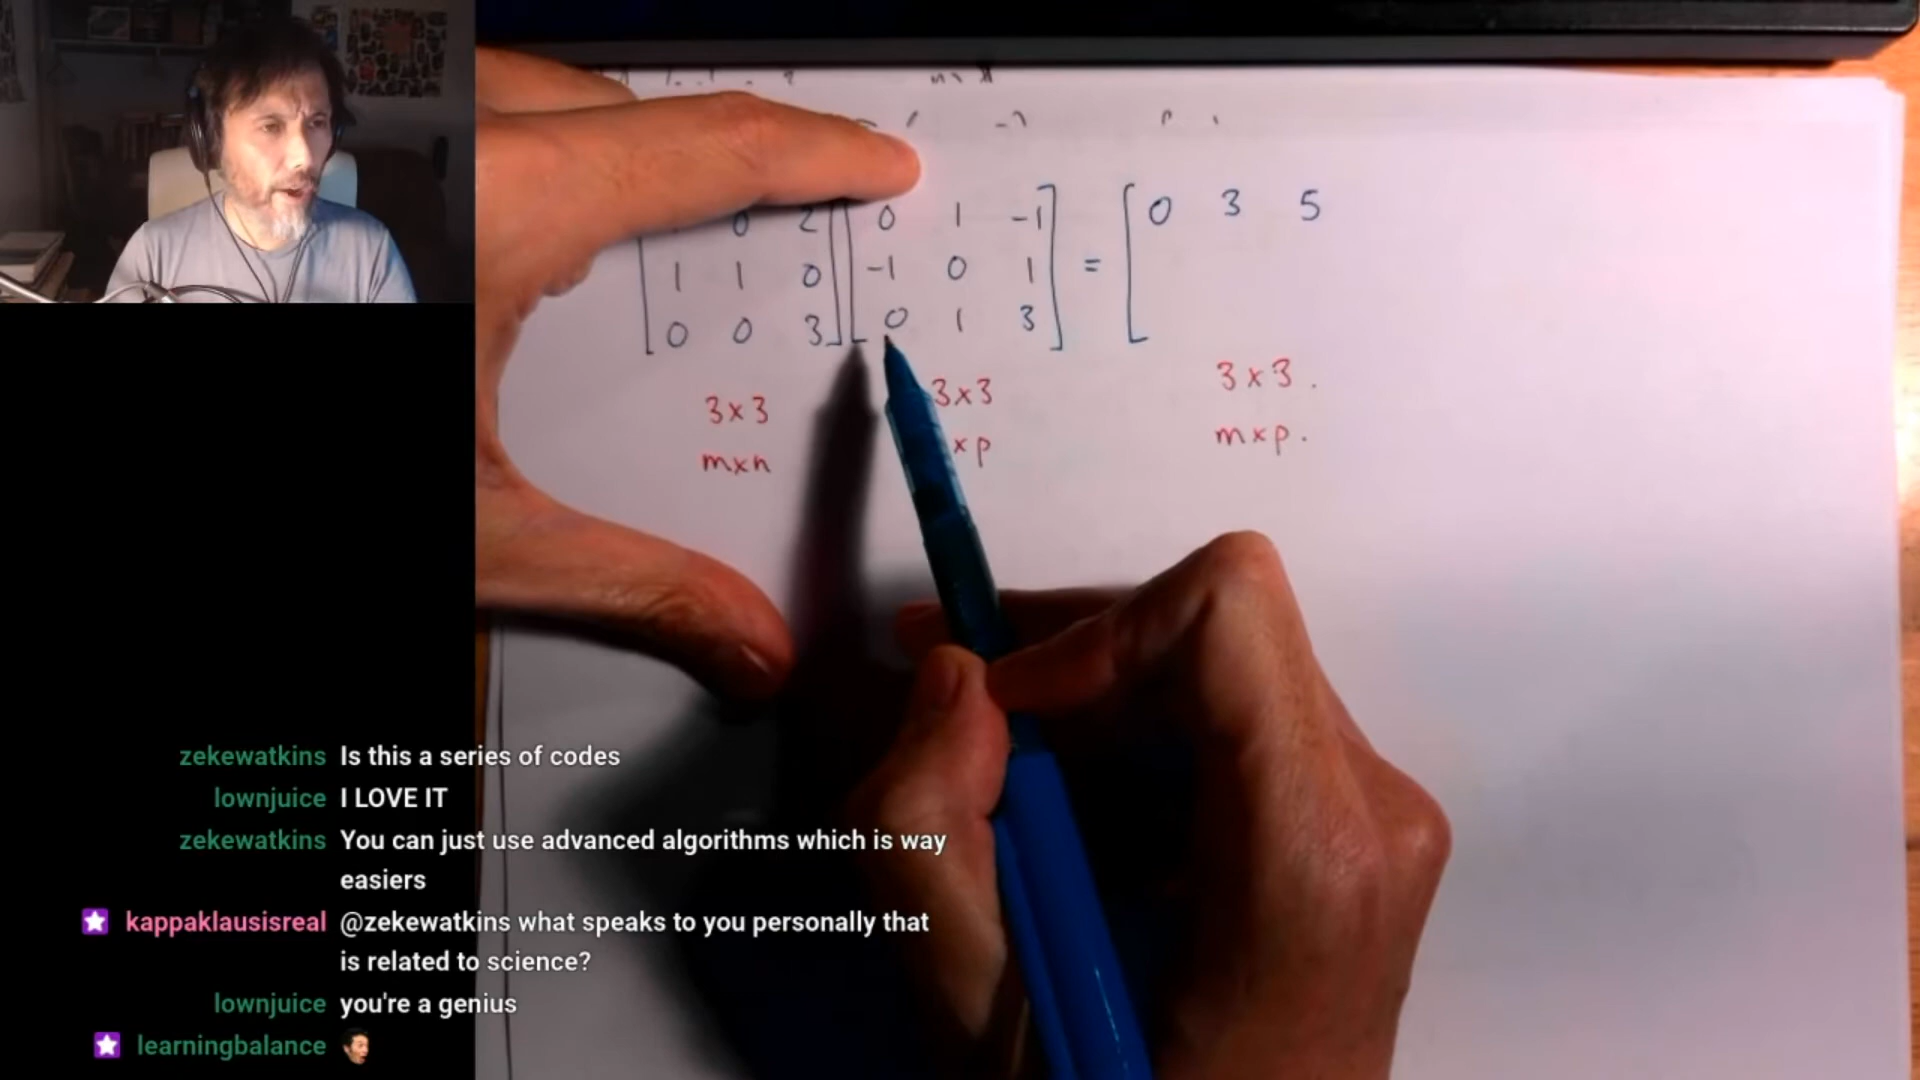 0 2 0 1 -1 = 0 3 5
1 1 0 -1 0 1
0 0 3 0 1 3
3x3 3x3 3x3.
mxn xp mxp.
zekewatkins Is this a series of codes
lownjuice I LOVE IT
zekewatkins You can just use advanced algorithms which is way
easiers
kappaklausisreal @zekewatkins what speaks to you personally that
is related to science?
lownjuice you're a genius
learningbalance